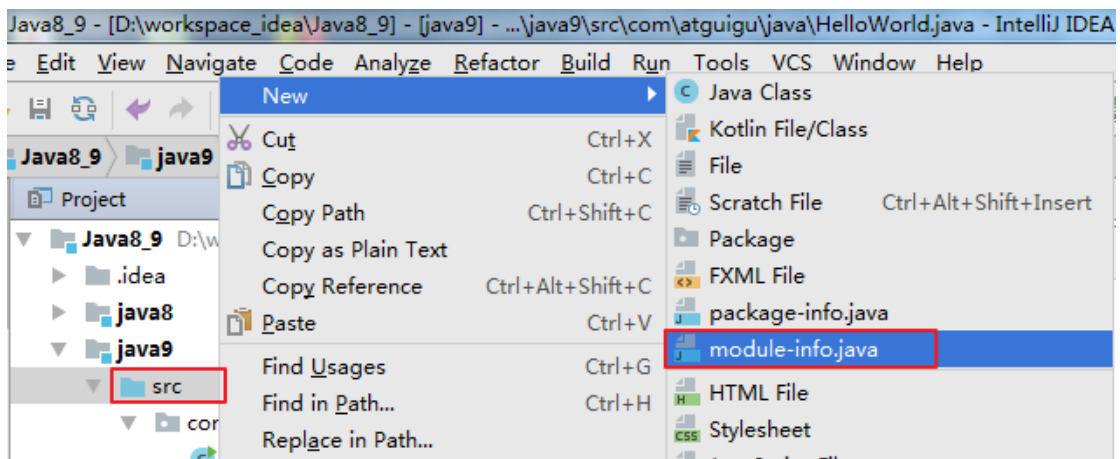 Java8_9 - [D:\workspace_idea\Java8_9] - [java9] - ...\java9\src\com\atguigu\java\HelloWorld.java - IntelliJ IDEA
Edit View Navigate Code Analyze Refactor Build Run Tools VCS Window Help
Java8_9 java9
Project
Java8_9 D:\w
.idea
java8
java9
src
New
Cut Ctrl+X
Copy Ctrl+C
Copy Path Ctrl+Shift+C
Copy as Plain Text
Copy Reference Ctrl+Alt+Shift+C
Paste Ctrl+V
Find Usages Ctrl+G
Find in Path... Ctrl+H
Replace in Path...
Java Class
Kotlin File/Class
File
Scratch File Ctrl+Alt+Shift+Insert
Package
FXML File
package-info.java
module-info.java
HTML File
Stylesheet